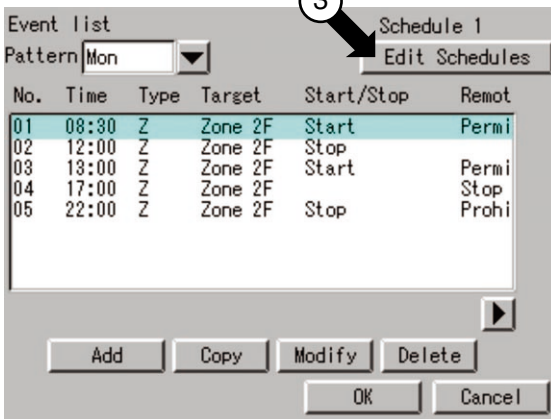 Event list Schedule 1
Pattern Mon Edit Schedules
No. Time Type Target Start/Stop Remot
01 08:30 Z Zone 2F Start Permi
02 12:00 Z Zone 2F Stop
03 13:00 Z Zone 2F Start Permi
04 17:00 Z Zone 2F Stop
05 22:00 Z Zone 2F Stop Prohi
Add Copy Modify Delete
OK Cancel